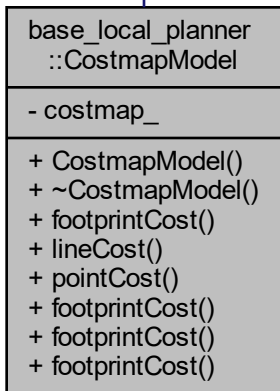 base_local_planner
::CostmapModel
- costmap_
+ CostmapModel()
+ ~CostmapModel()
+ footprintCost()
+ lineCost()
+ pointCost()
+ footprintCost()
+ footprintCost()
+ footprintCost()